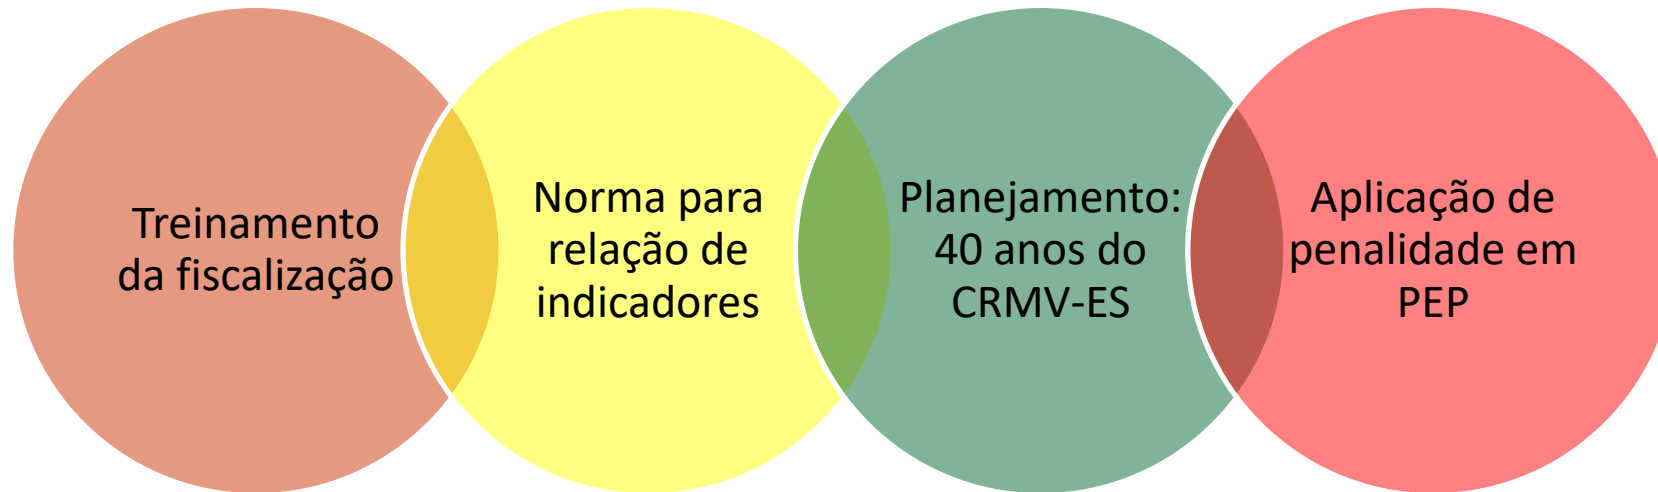 Treinamento
da fiscalização
Norma para
relação de
indicadores
Planejamento:
40 anos do
CRMV-ES
Aplicação de
penalidade em
PEP